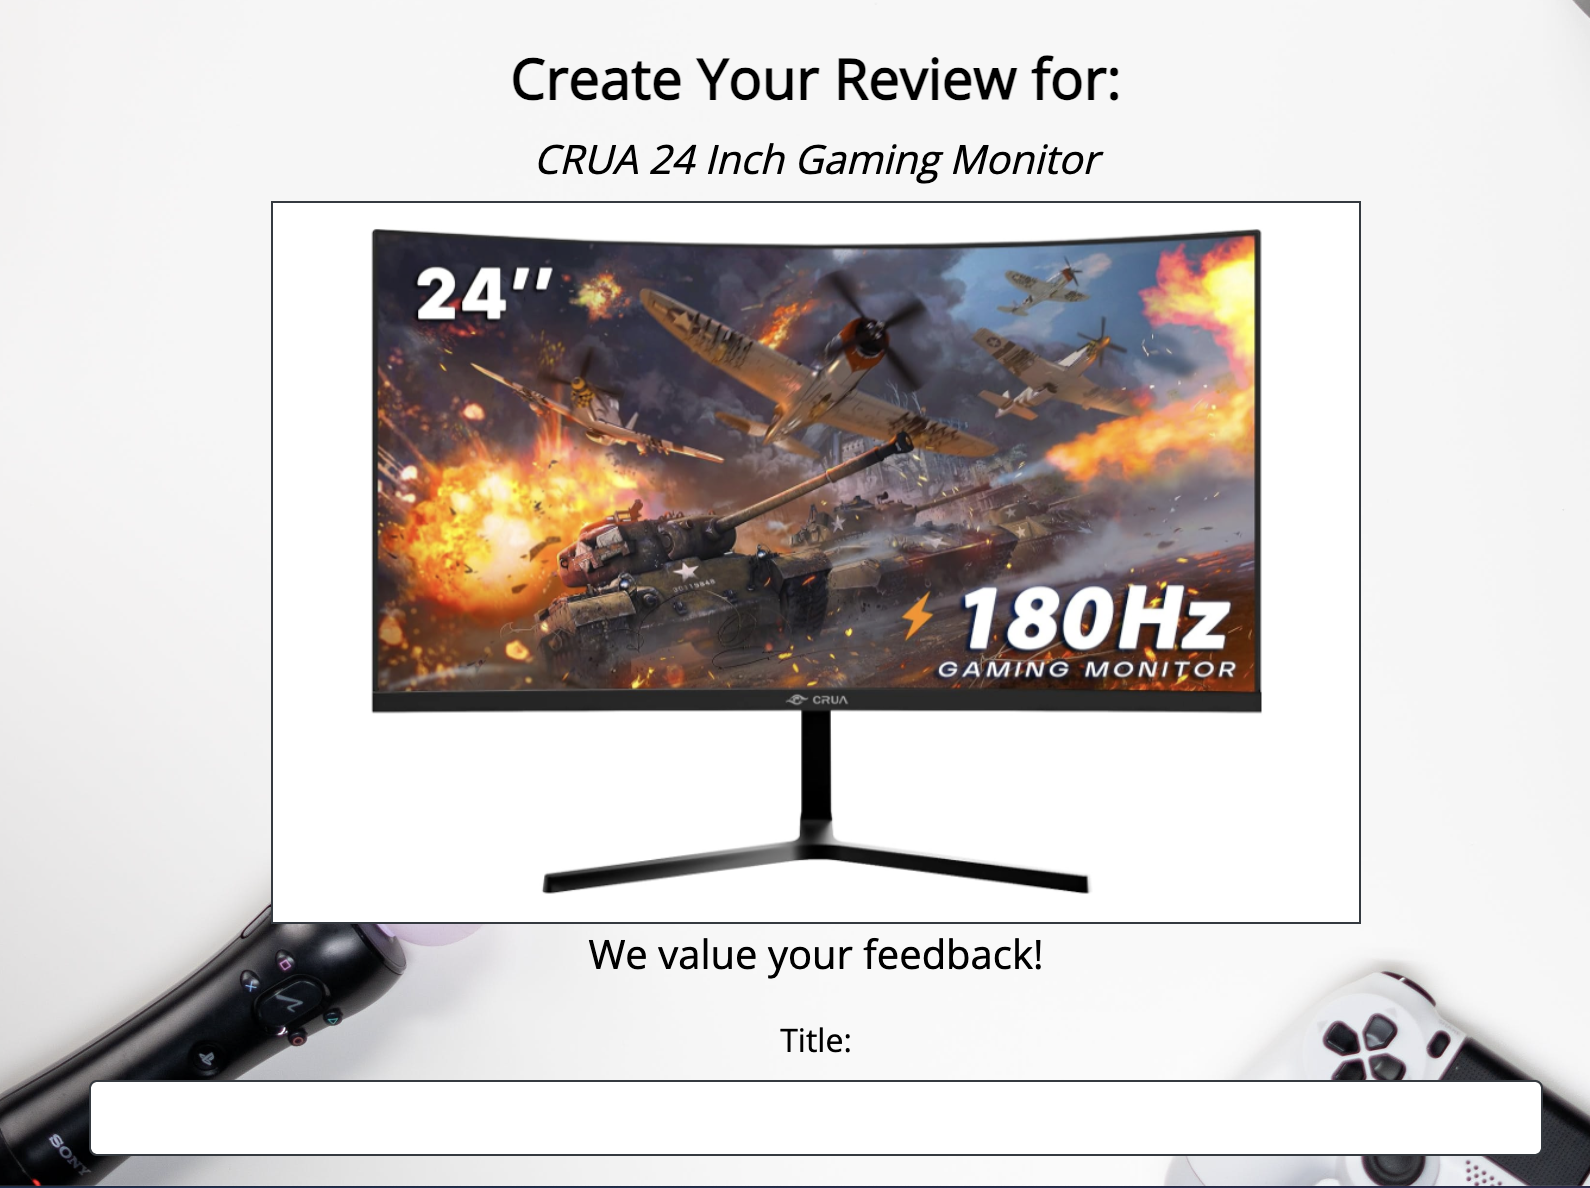 Create Your Review for:
CRUA 24 Inch Gaming Monitor
24″
180Hz
GAMING MONITOR
CRUA
We value your feedback!
Title:
SONY